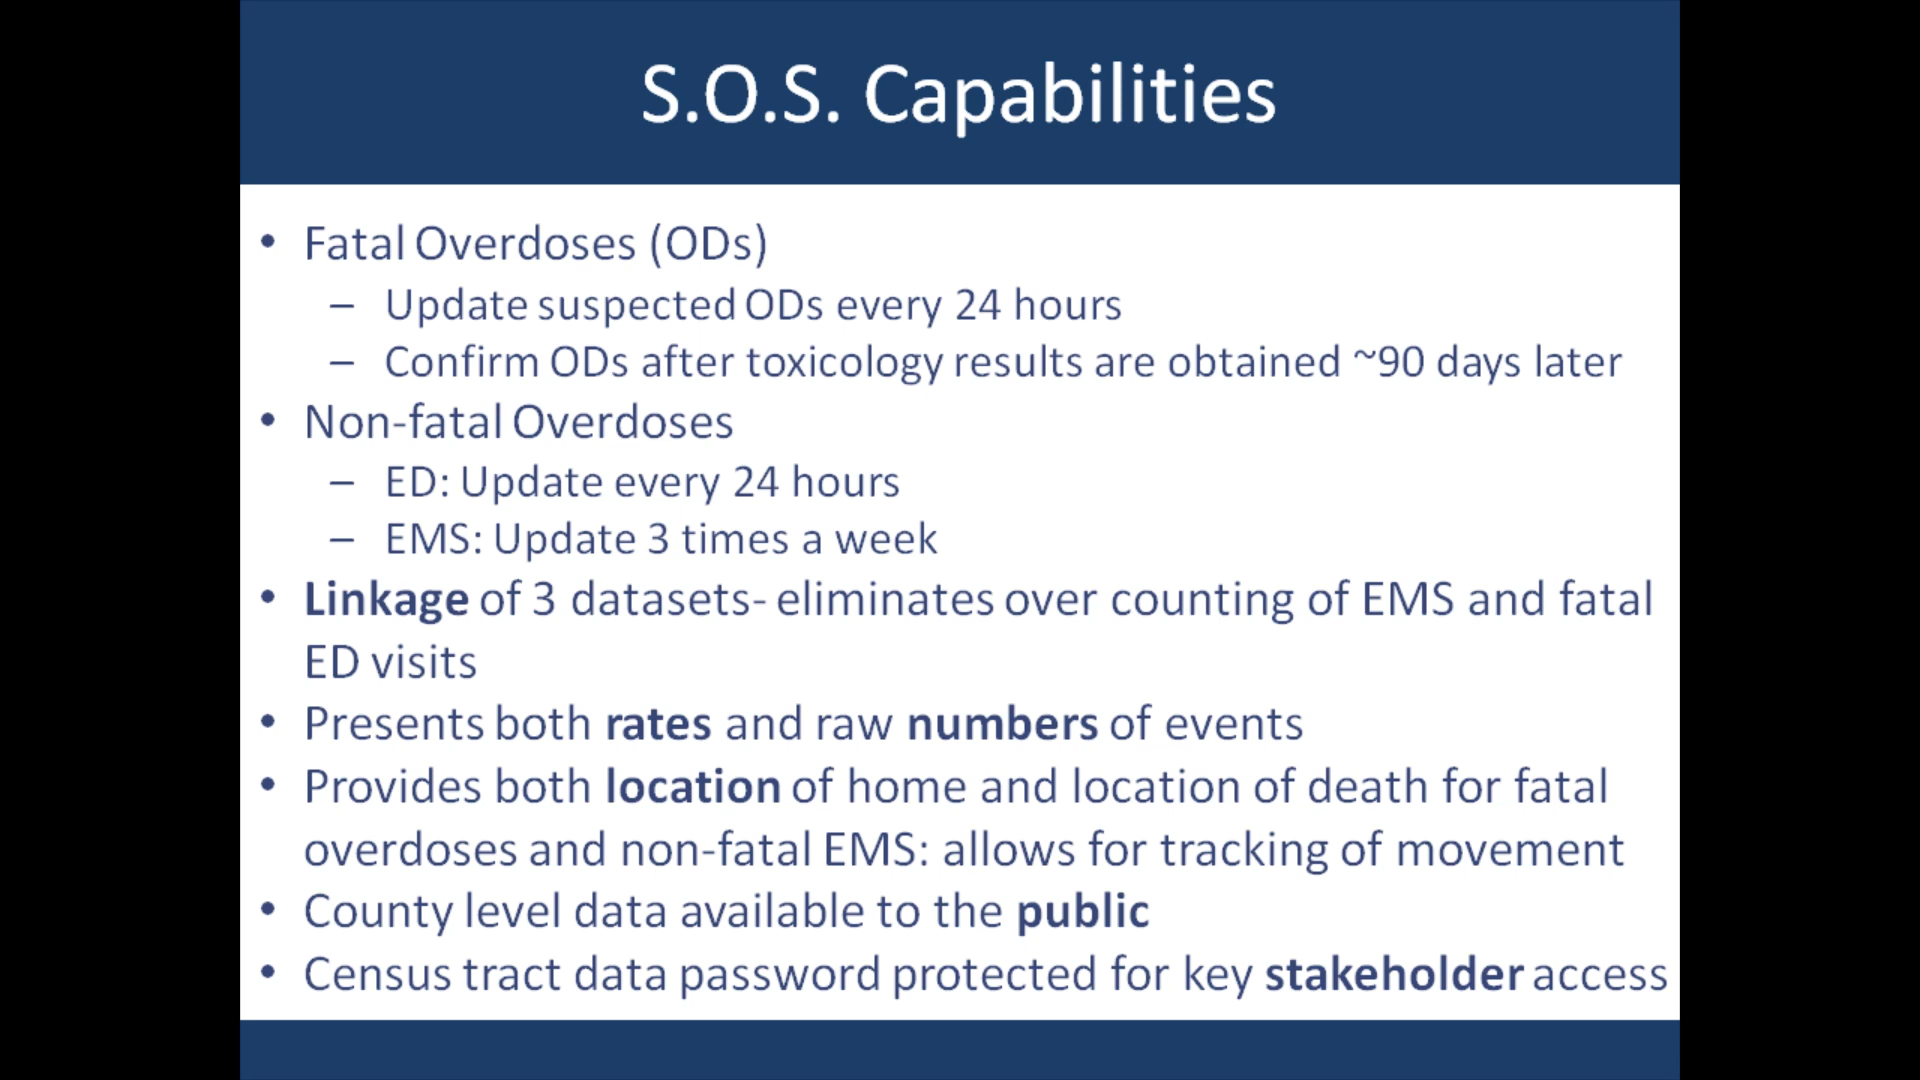 S.O.S. Capabilities
• Fatal Overdoses (ODs)
– Update suspected ODs every 24 hours
– Confirm ODs after toxicology results are obtained ~90 days later
• Non-fatal Overdoses
– ED: Update every 24 hours
– EMS: Update 3 times a week
• Linkage of 3 datasets- eliminates over counting of EMS and fatal
ED visits
• Presents both rates and raw numbers of events
• Provides both location of home and location of death for fatal
overdoses and non-fatal EMS: allows for tracking of movement
• County level data available to the public
• Census tract data password protected for key stakeholder access